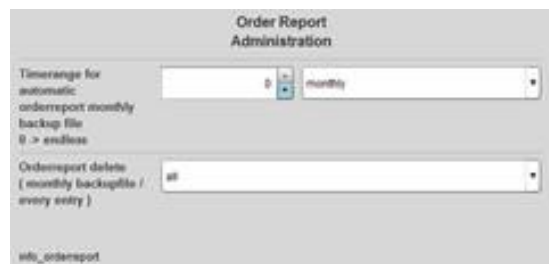 Order Report
Administration
Timerange for
automatic
orderreport monthly
backup file
0 -> endless
0
monthly
Orderreport delete
( monthly backupfile /
every entry )
all
info_orderreport